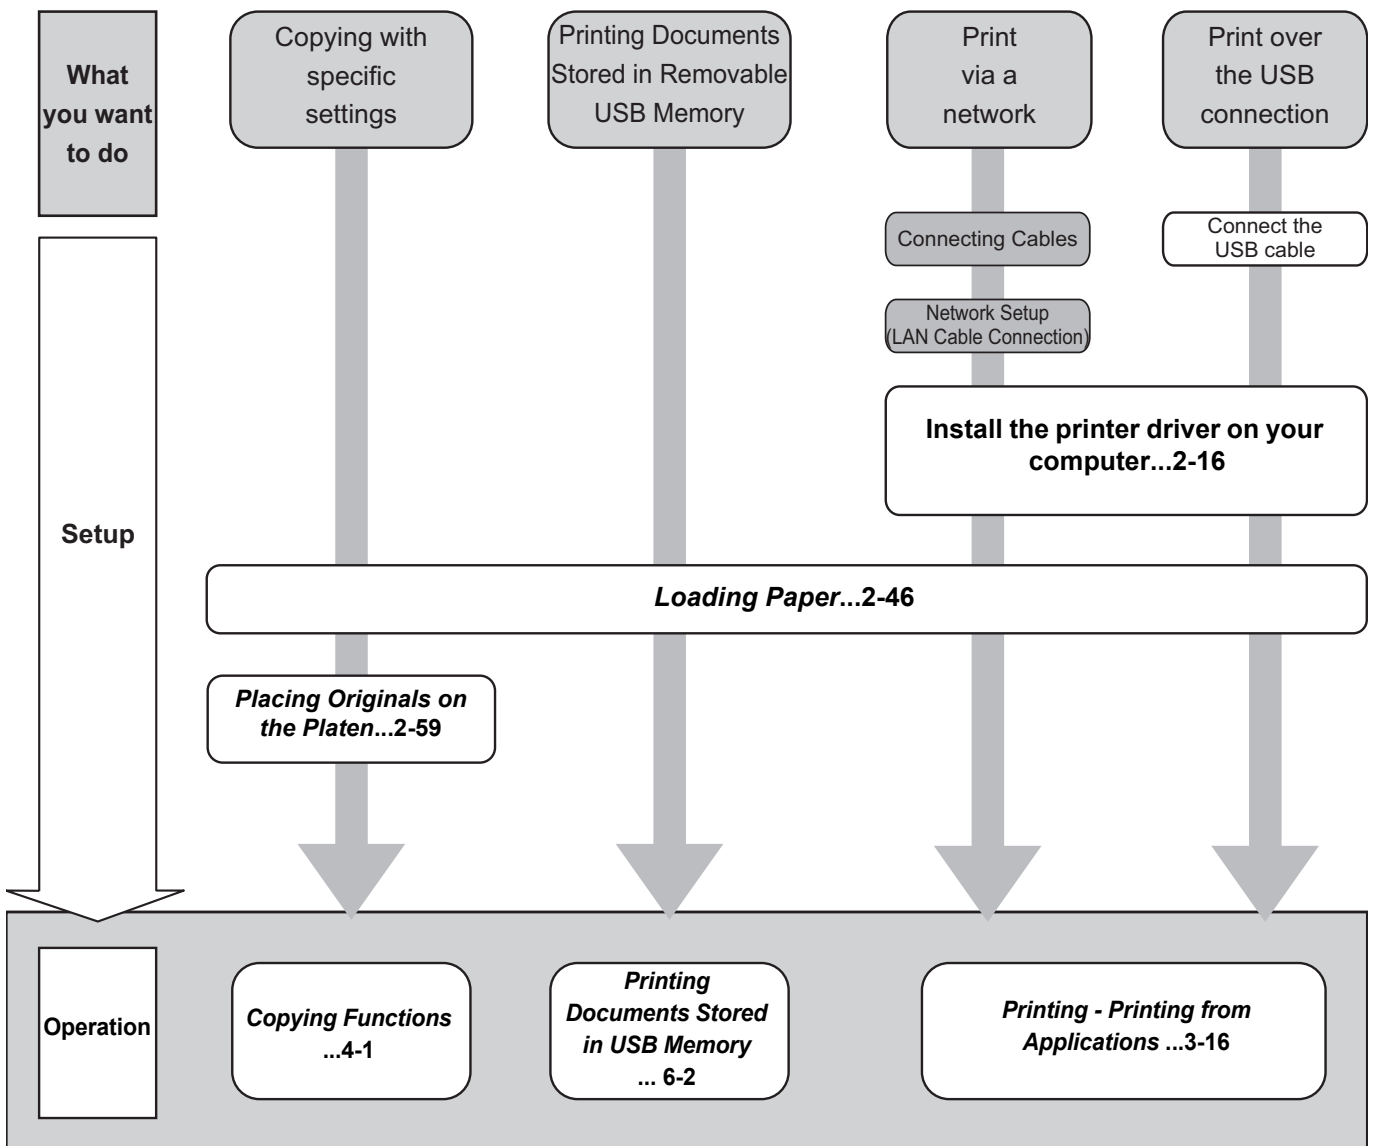 What
you want
to do
Copying with
specific
settings
Printing Documents
Stored in Removable
USB Memory
Print
via a
network
Print over
the USB
connection
Connecting Cables
Connect the
USB cable
Network Setup
(LAN Cable Connection)
Install the printer driver on your
computer...2-16
Setup
Loading Paper...2-46
Placing Originals on
the Platen...2-59
Operation
Copying Functions
...4-1
Printing
Documents Stored
in USB Memory
... 6-2
Printing - Printing from
Applications ...3-16